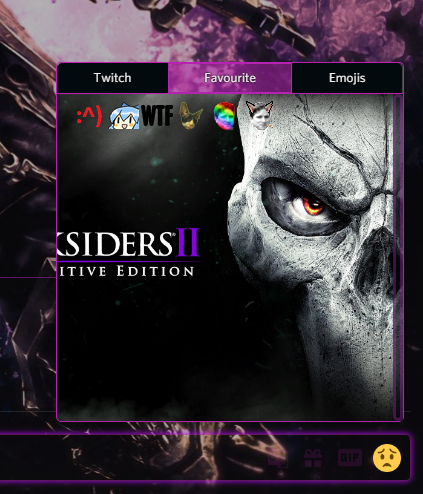 Twitch Favourite Emojis
:^) WTF
KSIDERS II
ITIVE EDITION
GIF